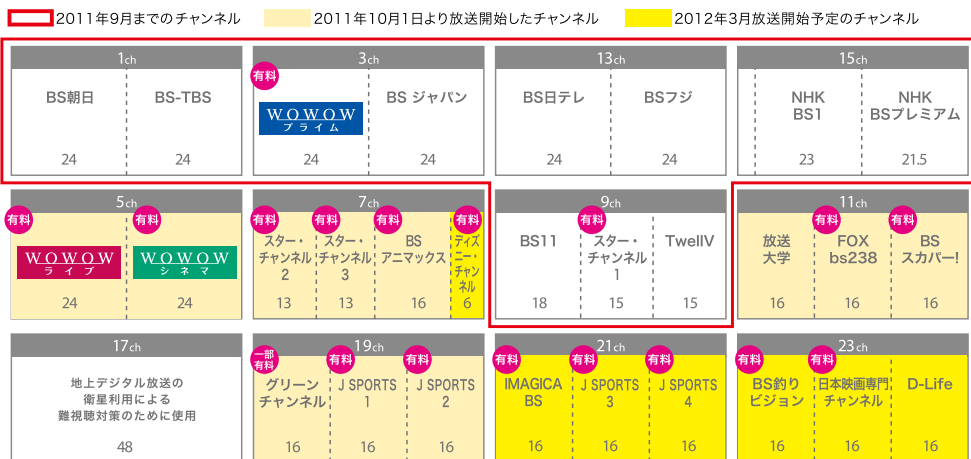 2011年9月までのチャンネル
2011年10月1日より放送開始したチャンネル
2012年3月放送開始予定のチャンネル
1ch
BS朝日
24
BS-TBS
24
3ch
有料
WOWOW
プライム
24
BS ジャパン
24
13ch
BS日テレ
24
BSフジ
24
15ch
NHK
BS1
23
NHK
BSプレミアム
21.5
5ch
有料
WOWOW
ライブ
24
有料
WOWOW
シネマ
24
7ch
有料
スター・
チャンネル
2
13
有料
スター・
チャンネル
3
13
有料
BS
アニマックス
16
有料
ディズ
ニー・
チャン
ネル
6
9ch
BS11
18
有料
スター・
チャンネル
1
15
TwellV
15
11ch
放送
大学
16
有料
FOX
bs238
16
有料
BS
スカパー!
16
17ch
地上デジタル放送の
衛星利用による
難視聴対策のために使用
48
19ch
一部
有料
グリーン
チャンネル
16
有料
J SPORTS
1
16
有料
J SPORTS
2
16
21ch
有料
IMAGICA
BS
16
有料
J SPORTS
3
16
有料
J SPORTS
4
16
23ch
有料
BS釣り
ビジョン
16
有料
日本映画専門
チャンネル
16
D-Life
16